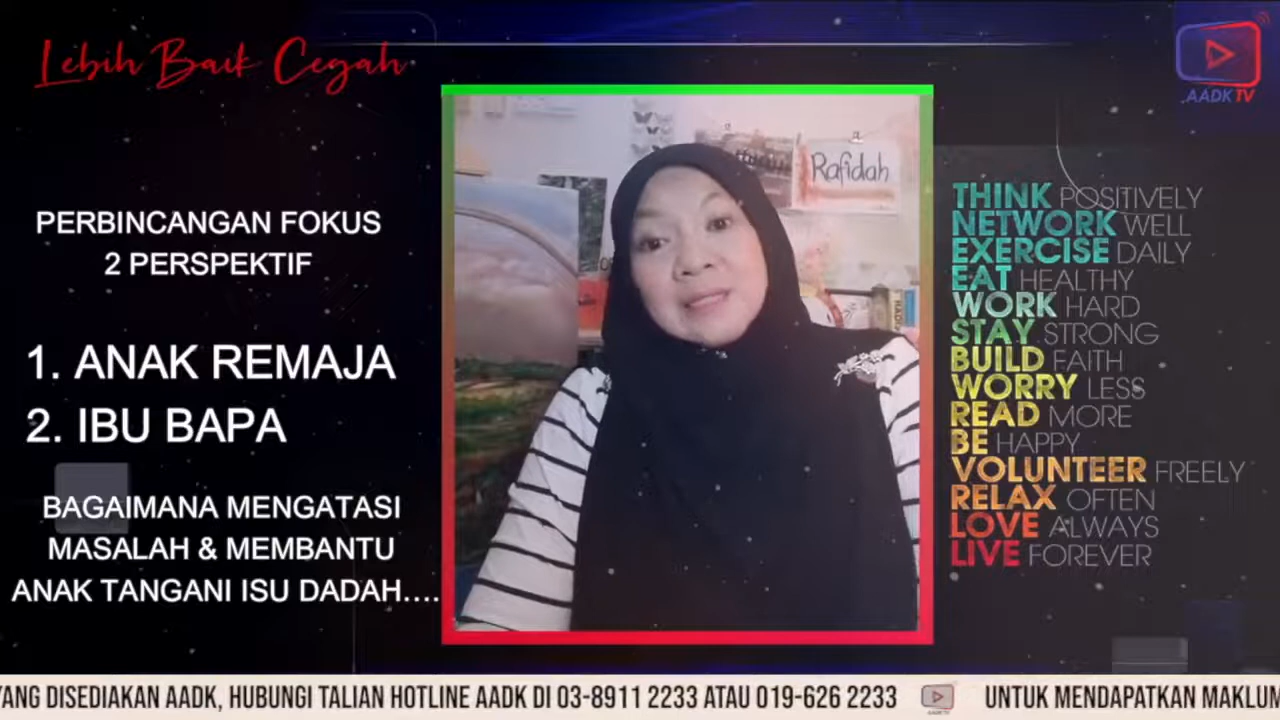 Lebih Baik Cegah
AADK TV
PERBINCANGAN FOKUS
2 PERSPEKTIF
1. ANAK REMAJA
2. IBU BAPA
BAGAIMANA MENGATASI
MASALAH & MEMBANTU
ANAK TANGANI ISU DADAH....
Rafidah
THINK POSITIVELY
NETWORK WELL
EXERCISE DAILY
EAT HEALTHY
WORK HARD
STAY STRONG
BUILD FAITH
WORRY LESS
READ MORE
BE HAPPY
VOLUNTEER FREELY
RELAX OFTEN
LOVE ALWAYS
LIVE FOREVER
YANG DISEDIAKAN AADK, HUBUNGI TALIAN HOTLINE AADK DI 03-8911 2233 ATAU 019-626 2233 AADK TV UNTUK MENDAPATKAN MAKLUM